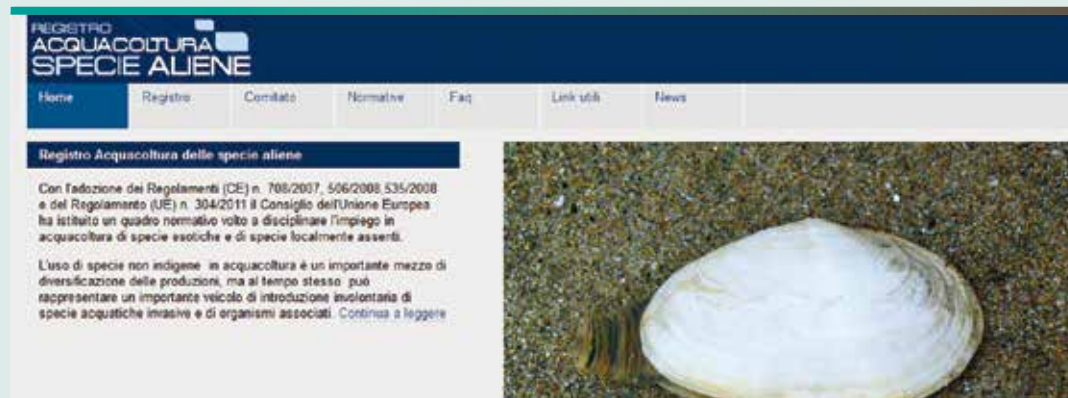 REGISTRO
ACQUACOLTURA
SPECIE ALIENE
Home Registro Comitato Normative Faq Link utili News
Registro Acquacoltura delle specie aliene
Con l'adozione dei Regolamenti (CE) n. 708/2007, 506/2008,535/2008
e del Regolamento (UE) n. 304/2011 il Consiglio dell'Unione Europea
ha istituito un quadro normativo volto a disciplinare l'impiego in
acquacoltura di specie esotiche e di specie localmente assenti.
L'uso di specie non indigene in acquacoltura è un importante mezzo di
diversificazione delle produzioni, ma al tempo stesso può
rappresentare un importante veicolo di introduzione involontaria di
specie acquatiche invasive e di organismi associati. Continua a leggere